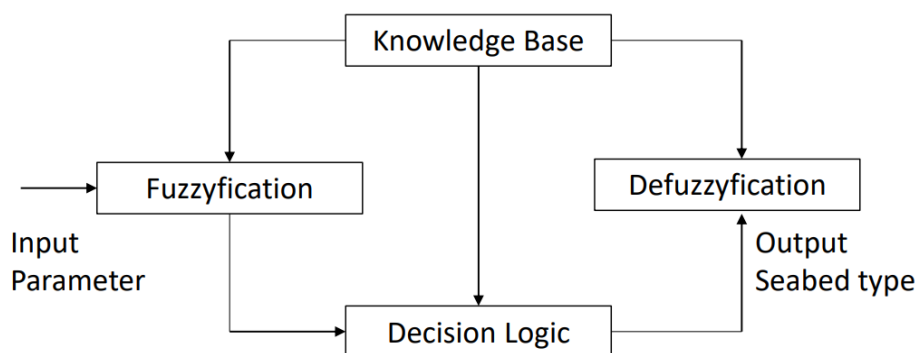 Knowledge Base
Fuzzyfication
Defuzzyfication
Input
Parameter
Output
Seabed type
Decision Logic